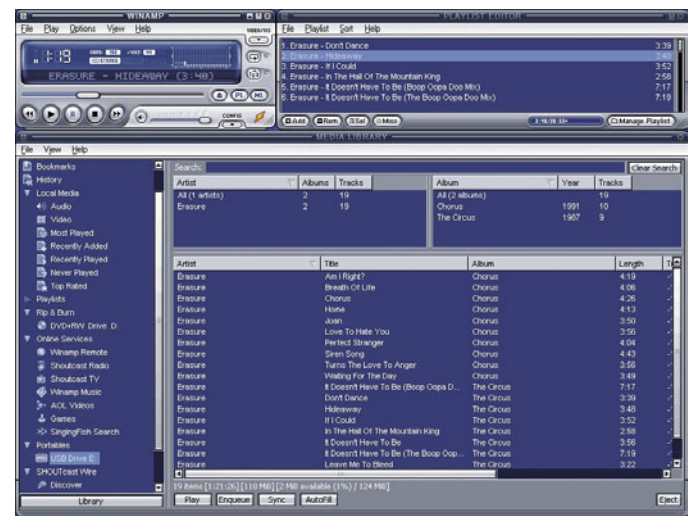 WINAMP
File Play Options View Help
1:19
ERASURE - HIDEAWAY (3:48)
PL ML
CONFIG
PLAYLIST EDITOR
File Playlist Sort Help
1. Erasure - Don't Dance 3:39
2. Erasure - Hideaway 3:48
3. Erasure - If I Could 3:52
4. Erasure - In The Hall Of The Mountain King 2:58
5. Erasure - It Doesn't Have To Be (Boop Oopa Doo Mix) 7:17
6. Erasure - It Doesn't Have To Be (The Boop Oopa Doo Mix) 7:19
Add Rem Sel Misc Manage Playlist
MEDIA LIBRARY
File View Help
Bookmarks
History
Local Media
Audio
Video
Most Played
Recently Added
Recently Played
Never Played
Top Rated
Playlists
Rip & Burn
DVD+RW Drive D:
Online Services
Winamp Remote
Shoutcast Radio
Shoutcast TV
Winamp Music
AOL Videos
Games
SingingFish Search
Portables
USB Drive E:
SHOUTcast Wire
Discover
Library
Search: Clear Search
Artist Albums Tracks
All (1 artists) 2 19
Erasure 2 19
Album Year Tracks
All (2 albums) 19
Chorus 1991 10
The Circus 1987 9
Artist Title Album Length
Erasure Am I Right? Chorus 4:19
Erasure Breath Of Life Chorus 4:06
Erasure Chorus Chorus 4:26
Erasure Home Chorus 4:13
Erasure Joan Chorus 3:50
Erasure Love To Hate You Chorus 3:56
Erasure Perfect Stranger Chorus 4:04
Erasure Siren Song Chorus 4:43
Erasure Turns The Love To Anger Chorus 3:56
Erasure Waiting For The Day Chorus 3:49
Erasure It Doesn't Have To Be (Boop Oopa D... The Circus 7:17
Erasure Don't Dance The Circus 3:39
Erasure Hideaway The Circus 3:48
Erasure If I Could The Circus 3:52
Erasure In The Hall Of The Mountain King The Circus 2:58
Erasure It Doesn't Have To Be The Circus 3:56
Erasure It Doesn't Have To Be (The Boop Oop... The Circus 7:19
Erasure Leave Me To Bleed The Circus 3:22
19 items [1:21:26] [110 MB] [2 MB available (1%) / 124 MB]
Play Enqueue Sync AutoFill Eject